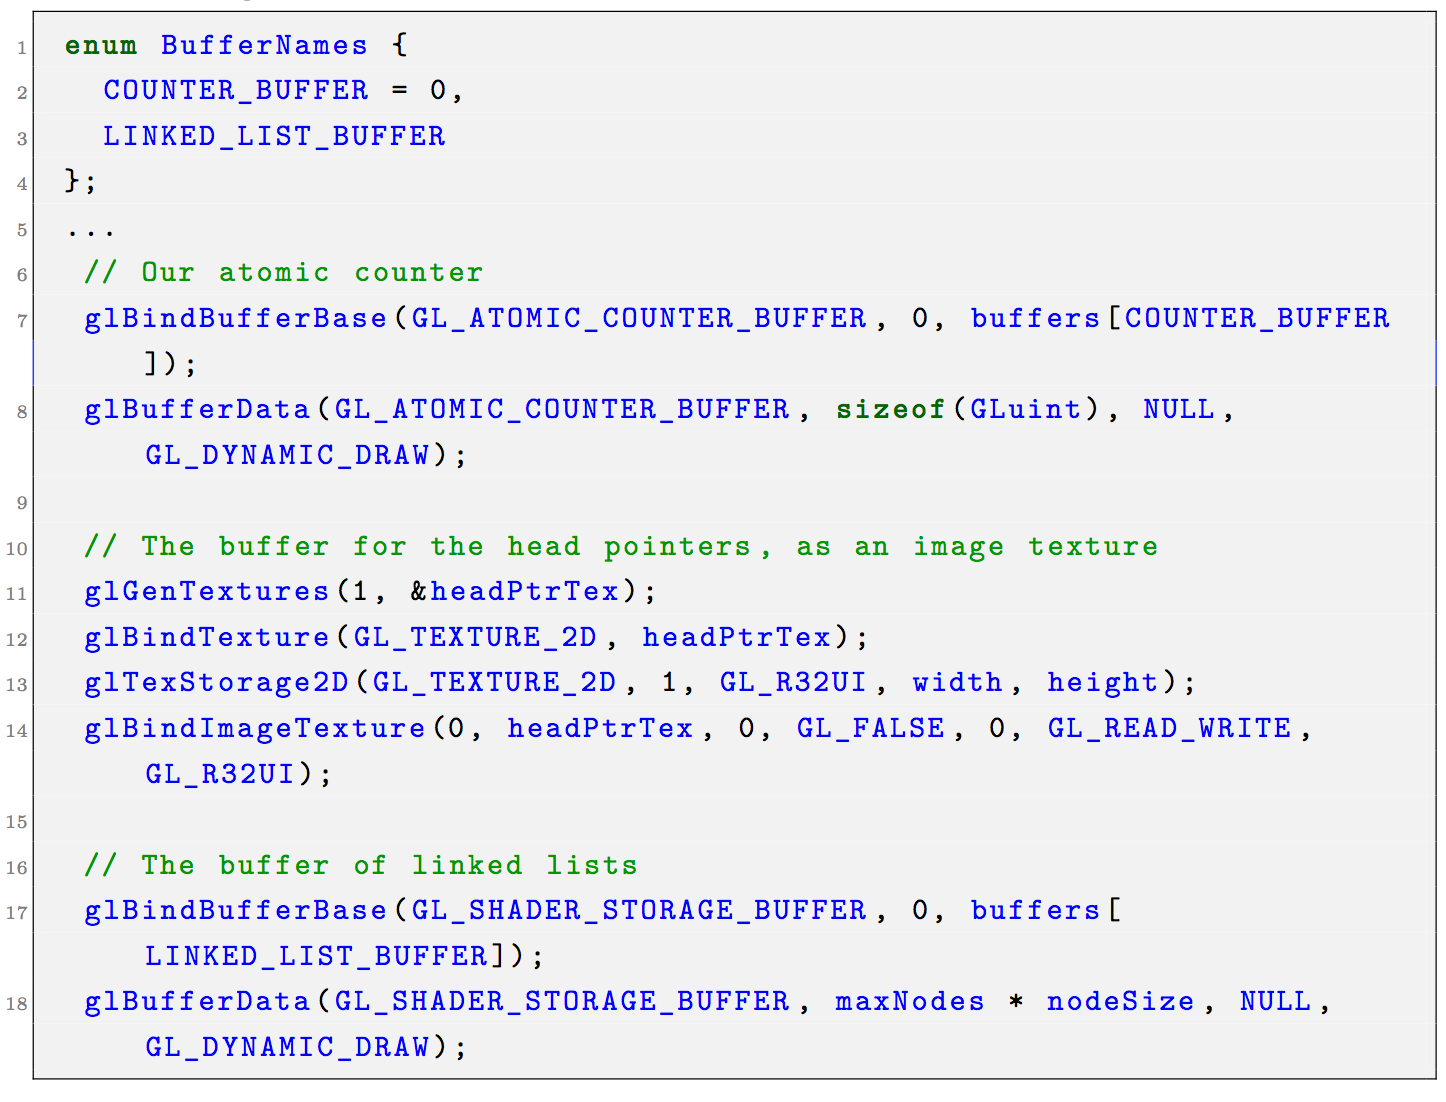 1 enum BufferNames {
2 COUNTER_BUFFER = 0,
3 LINKED_LIST_BUFFER
4 };
5 ...
6 // Our atomic counter
7 glBindBufferBase(GL_ATOMIC_COUNTER_BUFFER, 0, buffers[COUNTER_BUFFER
]);
8 glBufferData(GL_ATOMIC_COUNTER_BUFFER, sizeof(GLuint), NULL,
GL_DYNAMIC_DRAW);
9
10 // The buffer for the head pointers, as an image texture
11 glGenTextures(1, &headPtrTex);
12 glBindTexture(GL_TEXTURE_2D, headPtrTex);
13 glTexStorage2D(GL_TEXTURE_2D, 1, GL_R32UI, width, height);
14 glBindImageTexture(0, headPtrTex, 0, GL_FALSE, 0, GL_READ_WRITE,
GL_R32UI);
15
16 // The buffer of linked lists
17 glBindBufferBase(GL_SHADER_STORAGE_BUFFER, 0, buffers[
LINKED_LIST_BUFFER]);
18 glBufferData(GL_SHADER_STORAGE_BUFFER, maxNodes * nodeSize, NULL,
GL_DYNAMIC_DRAW);